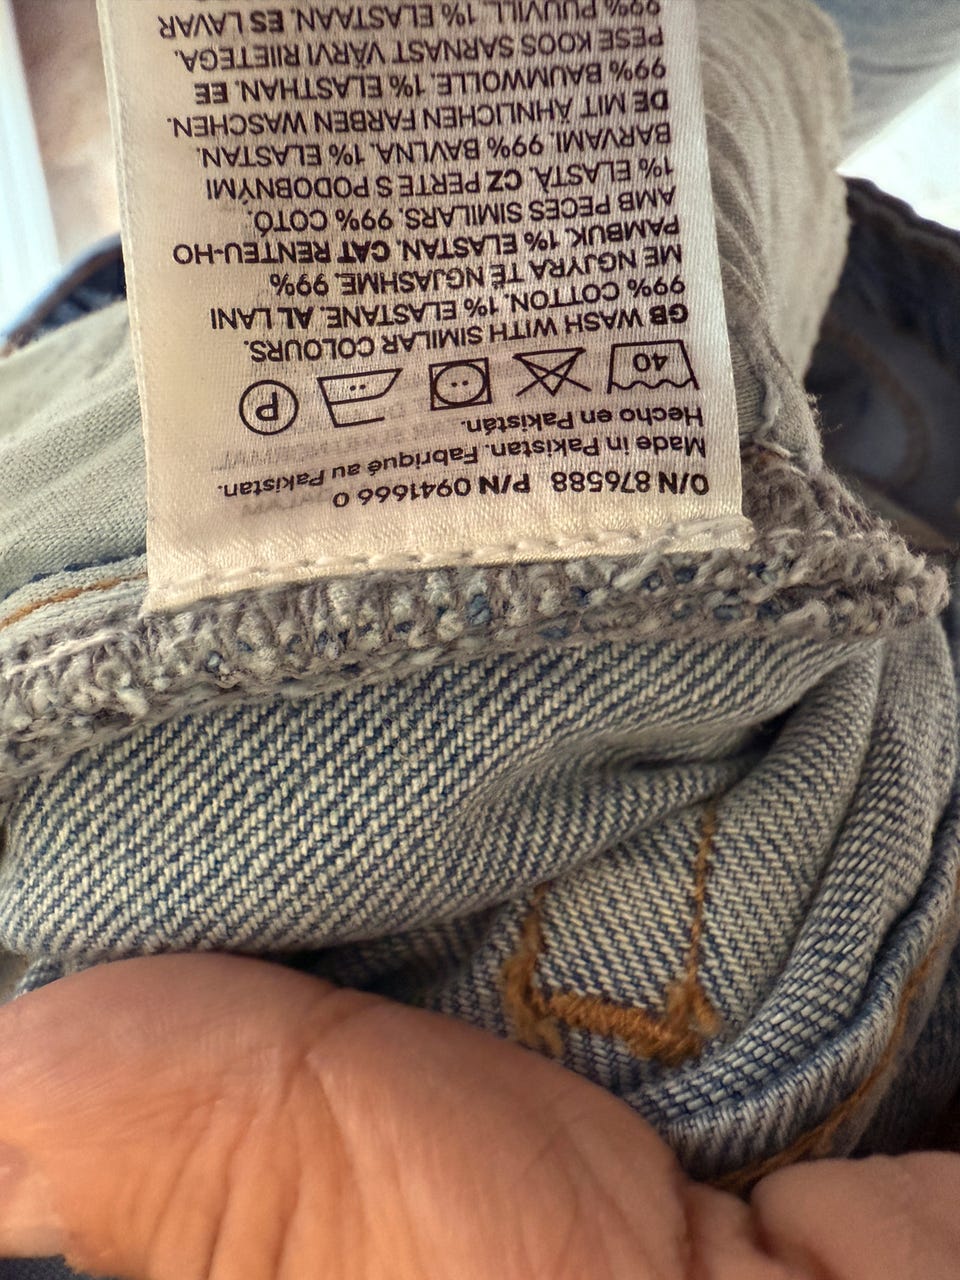 O/N 876588 P/N 0941666 0
Made in Pakistan. Fabriqué au Pakistan.
Hecho en Pakistán.
40 P
GB WASH WITH SIMILAR COLOURS.
99% COTTON, 1% ELASTANE. AL LANI
ME NGJYRA TË NGJASHME. 99%
PAMBUK, 1% ELASTAN. CAT RENTEU-HO
AMB PECES SIMILARS. 99% COTÓ,
1% ELASTÀ. CZ PERTE S PODOBNÝMI
BARVAMI. 99% BAVLNA, 1% ELASTAN.
DE MIT ÄHNLICHEN FARBEN WASCHEN.
99% BAUMWOLLE, 1% ELASTHAN. EE
PESE KOOS SARNAST VÄRVI RIIETEGA.
99% PUUVILL, 1% ELASTAAN. ES LAVAR